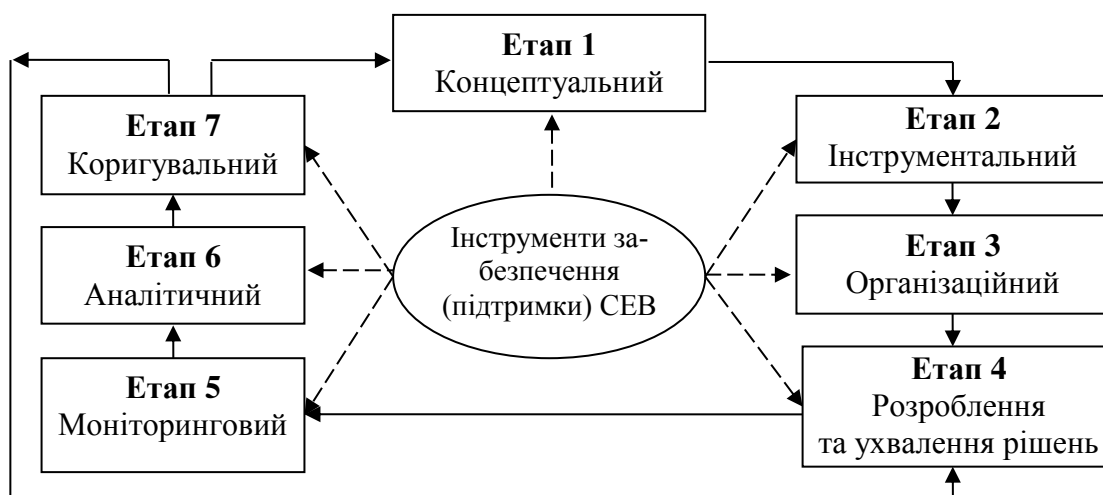 Етап 1
Концептуальний
Етап 2
Інструментальний
Етап 3
Організаційний
Етап 4
Розроблення
та ухвалення рішень
Етап 5
Моніторинговий
Етап 6
Аналітичний
Етап 7
Коригувальний
Інструменти за-
безпечення
(підтримки) СЕВ